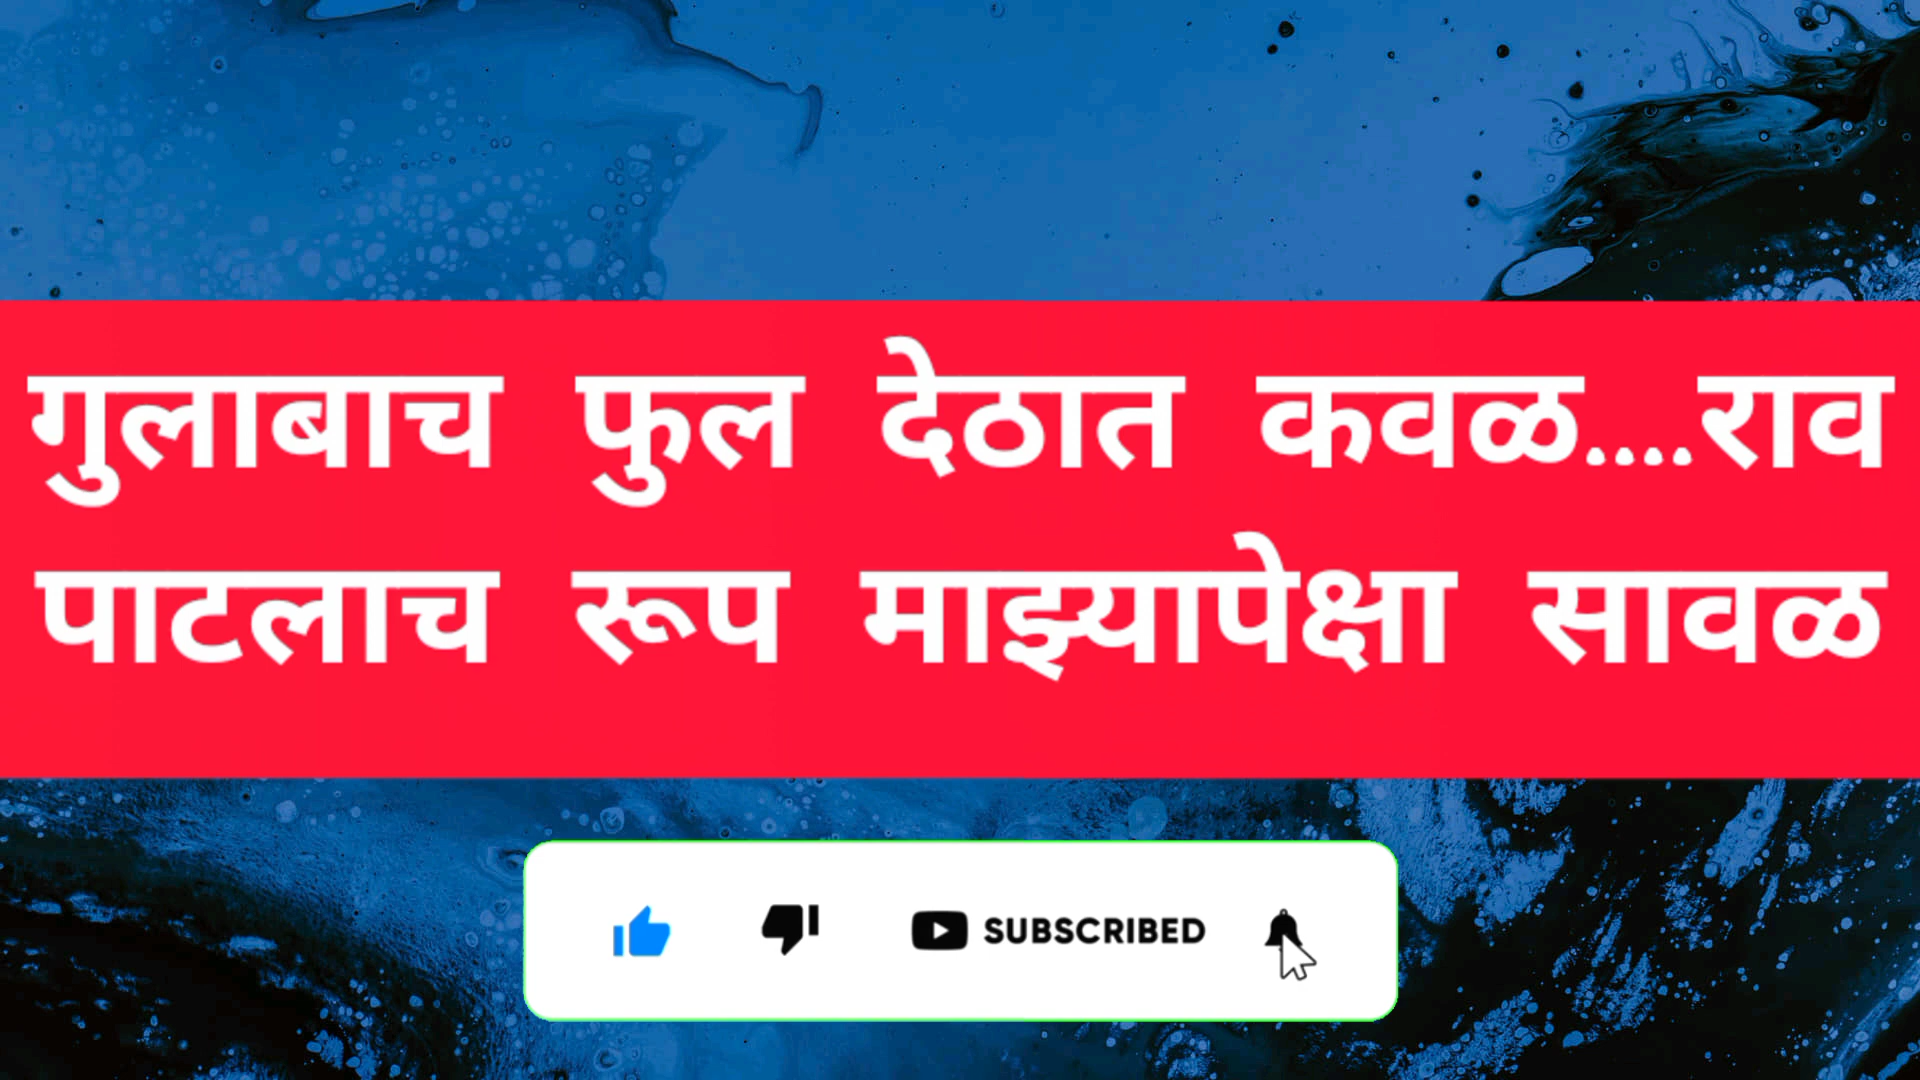 गुलाबाच फुल देठात कवळ....राव
पाटलाच रूप माझ्यापेक्षा सावळ
SUBSCRIBED